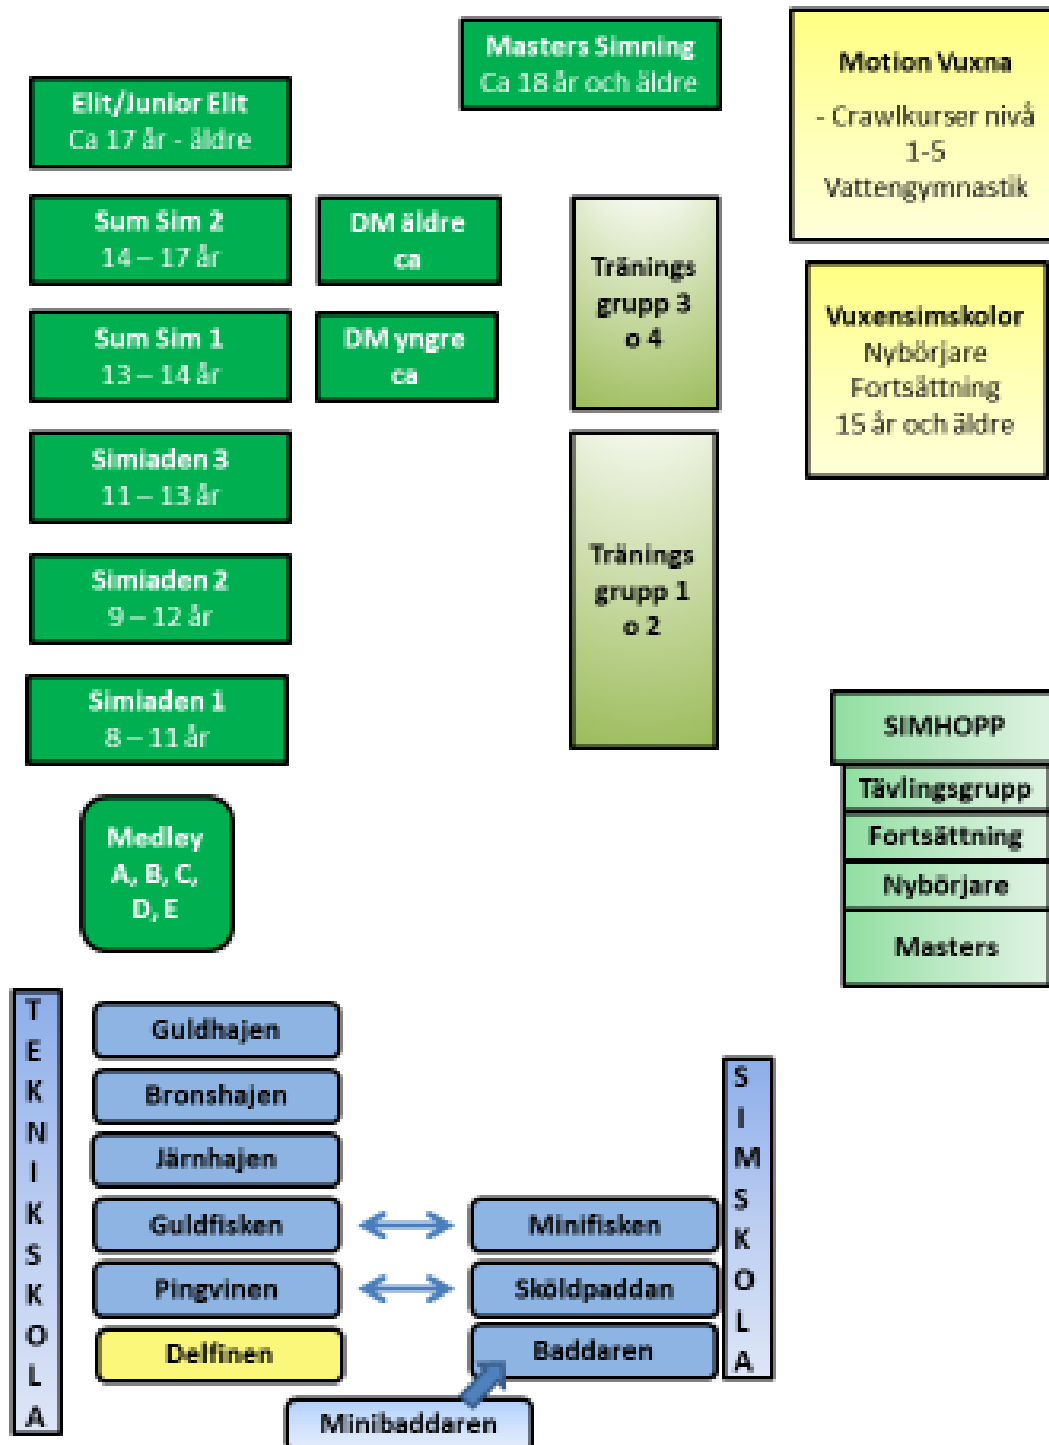 Masters Simning
Ca 18 år och äldre
Motion Vuxna
- Crawlkurser nivå
1-5
Vattengymnastik
Elit/Junior Elit
Ca 17 år - äldre
Sum Sim 2
14 – 17 år
DM äldre
ca
Tränings
grupp 3
o 4
Vuxensimskolor
Nybörjare
Fortsättning
15 år och äldre
Sum Sim 1
13 – 14 år
DM yngre
ca
Simiaden 3
11 – 13 år
Tränings
grupp 1
o 2
Simiaden 2
9 – 12 år
Simiaden 1
8 – 11 år
SIMHOPP
Tävlingsgrupp
Fortsättning
Nybörjare
Masters
Medley
A, B, C,
D, E
T
E
K
N
I
K
S
K
O
L
A
Guldhajen
Bronshajen
Järnhajen
Guldfisken
Pingvinen
Delfinen
Minifisken
Sköldpaddan
Baddaren
Minibaddaren
S
I
M
S
K
O
L
A